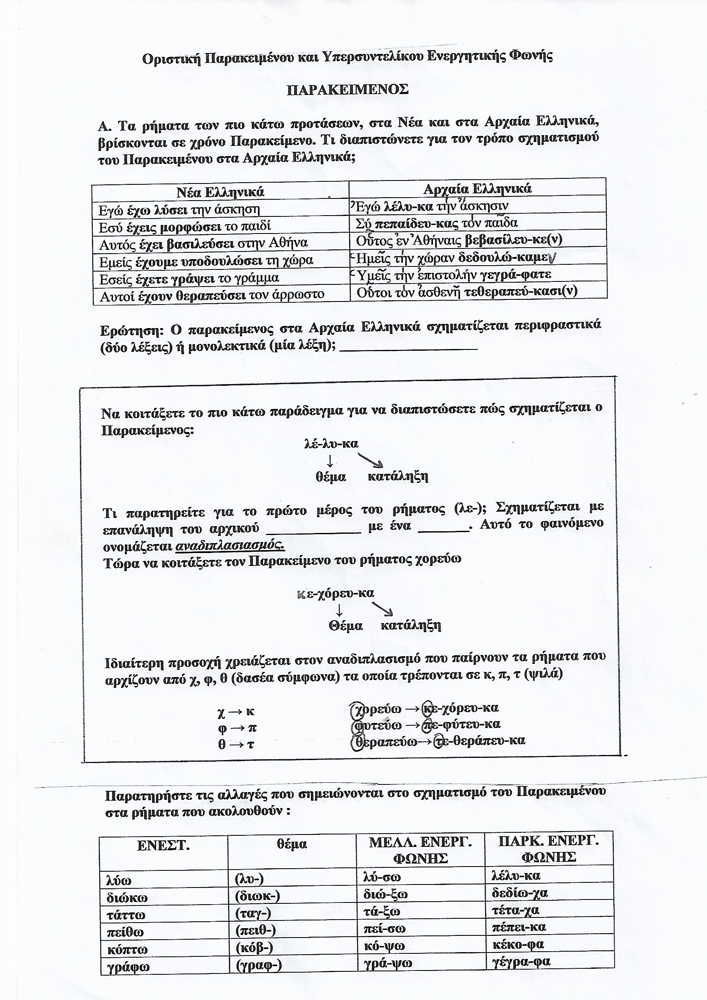 Οριστική Παρακειμένου και Υπερσυντελίκου Ενεργητικής Φωνής
ΠΑΡΑΚΕΙΜΕΝΟΣ
Α. Τα ρήματα των πιο κάτω προτάσεων, στα Νέα και στα Αρχαία Ελληνικά,
βρίσκονται σε χρόνο Παρακείμενο. Τι διαπιστώνετε για τον τρόπο σχηματισμού
του Παρακειμένου στα Αρχαία Ελληνικά;
Νέα Ελληνικά Αρχαία Ελληνικά
Εγώ έχω λύσει την άσκηση Ἐγώ λέλυ-κα τήν ἄσκησιν
Εσύ έχεις μορφώσει το παιδί Σύ πεπαίδευ-κας τόν παῖδα
Αυτός έχει βασιλεύσει στην Αθήνα Οὗτος ἐν Ἀθήναις βεβασίλευ-κε(ν)
Εμείς έχουμε υποδουλώσει τη χώρα Ἡμεῖς τήν χώραν δεδουλώ-καμεν
Εσείς έχετε γράψει το γράμμα Ὑμεῖς τήν ἐπιστολήν γεγρά-φατε
Αυτοί έχουν θεραπεύσει τον άρρωστο Οὗτοι τόν ἀσθενῆ τεθεραπεύ-κασι(ν)
Ερώτηση: Ο παρακείμενος στα Αρχαία Ελληνικά σχηματίζεται περιφραστικά
(δύο λέξεις) ή μονολεκτικά (μία λέξη); ____________________
Να κοιτάξετε το πιο κάτω παράδειγμα για να διαπιστώσετε πώς σχηματίζεται ο
Παρακείμενος:
λέ-λυ-κα
↓ ↘
θέμα κατάληξη
Τι παρατηρείτε για το πρώτο μέρος του ρήματος (λε-); Σχηματίζεται με
επανάληψη του αρχικού ______________ με ένα ________. Αυτό το φαινόμενο
ονομάζεται αναδιπλασιασμός.
Τώρα να κοιτάξετε τον Παρακείμενο του ρήματος χορεύω
κε-χόρευ-κα
↓ ↘
Θέμα κατάληξη
Ιδιαίτερη προσοχή χρειάζεται στον αναδιπλασισμό που παίρνουν τα ρήματα που
αρχίζουν από χ, φ, θ (δασέα σύμφωνα) τα οποία τρέπονται σε κ, π, τ (ψιλά)
χ → κ χορεύω → κε-χόρευ-κα
φ → π φυτεύω → πε-φύτευ-κα
θ → τ θεραπεύω→ τε-θεράπευ-κα
Παρατηρήστε τις αλλαγές που σημειώνονται στο σχηματισμό του Παρακειμένου
στα ρήματα που ακολουθούν :
ΕΝΕΣΤ. θέμα ΜΕΛΛ. ΕΝΕΡΓ. ΠΑΡΚ. ΕΝΕΡΓ.
ΦΩΝΗΣ ΦΩΝΗΣ
λύω (λυ-) λύ-σω λέλυ-κα
διώκω (διωκ-) διώ-ξω δεδίω-χα
τάττω (ταγ-) τά-ξω τέτα-χα
πείθω (πειθ-) πεί-σω πέπει-κα
κόπτω (κόβ-) κό-ψω κέκο-φα
γράφω (γραφ-) γρά-ψω γέγρα-φα